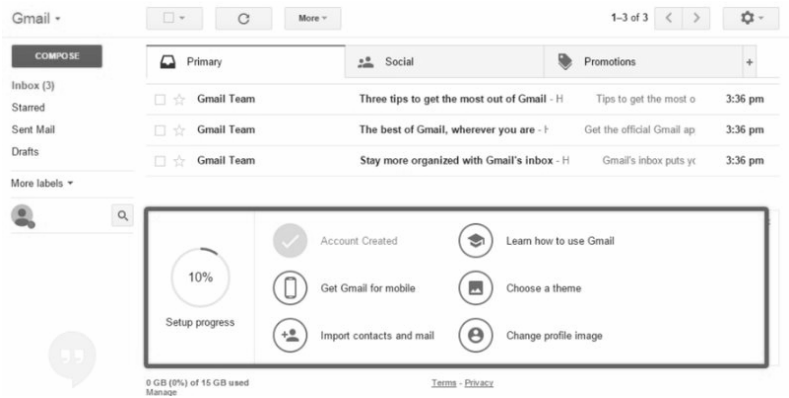 Gmail
More
1–3 of 3
COMPOSE
Primary
Social
Promotions
+
Inbox (3)
Starred
Sent Mail
Drafts
More labels
Gmail Team Three tips to get the most out of Gmail - H Tips to get the most o 3:36 pm
Gmail Team The best of Gmail, wherever you are - H Get the official Gmail ap 3:36 pm
Gmail Team Stay more organized with Gmail's inbox - H Gmail's inbox puts yo 3:36 pm
10%
Setup progress
Account Created
Learn how to use Gmail
Get Gmail for mobile
Choose a theme
Import contacts and mail
Change profile image
0 GB (0%) of 15 GB used
Manage
Terms - Privacy